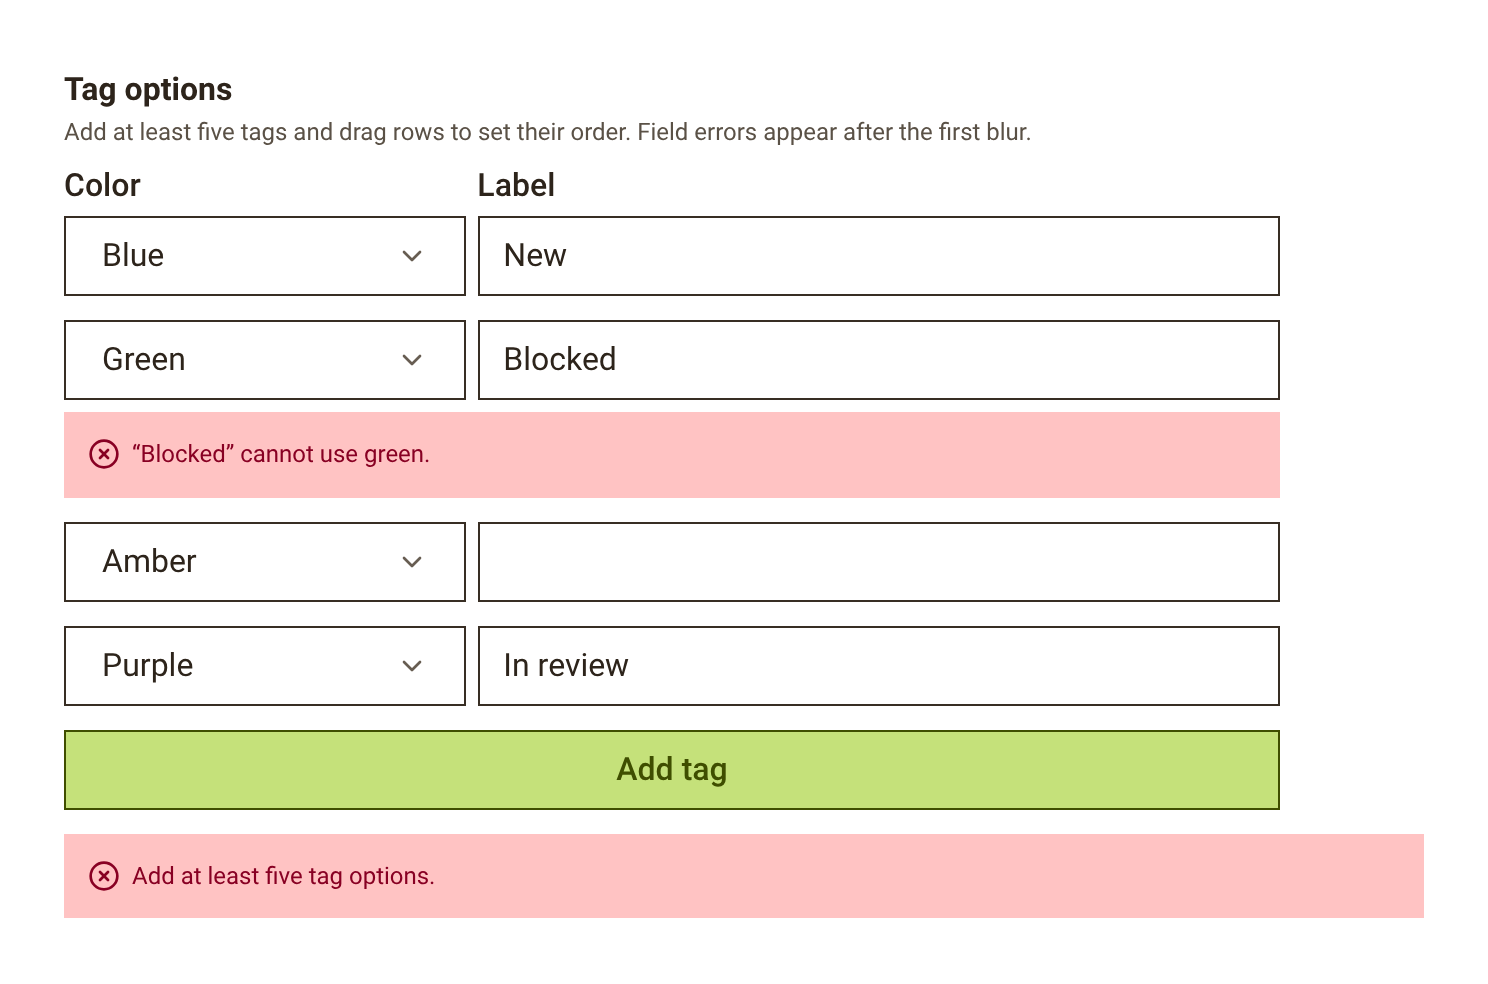 Tag options
Add at least five tags and drag rows to set their order. Field errors appear after the first blur.
Color Label
Blue New
Green Blocked
“Blocked” cannot use green.
Amber
Purple In review
Add tag
Add at least five tag options.